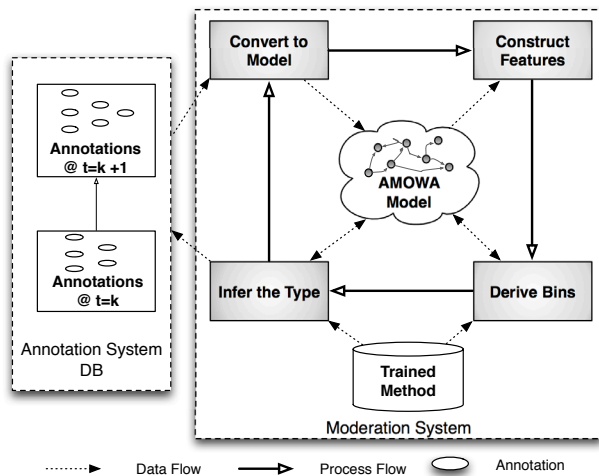 Convert to
Model
Construct
Features
Annotations
@ t=k +1
AMOWA
Model
Annotations
@ t=k
Infer the Type
Derive Bins
Annotation System
DB
Trained
Method
Moderation System
Data Flow
Process Flow
Annotation